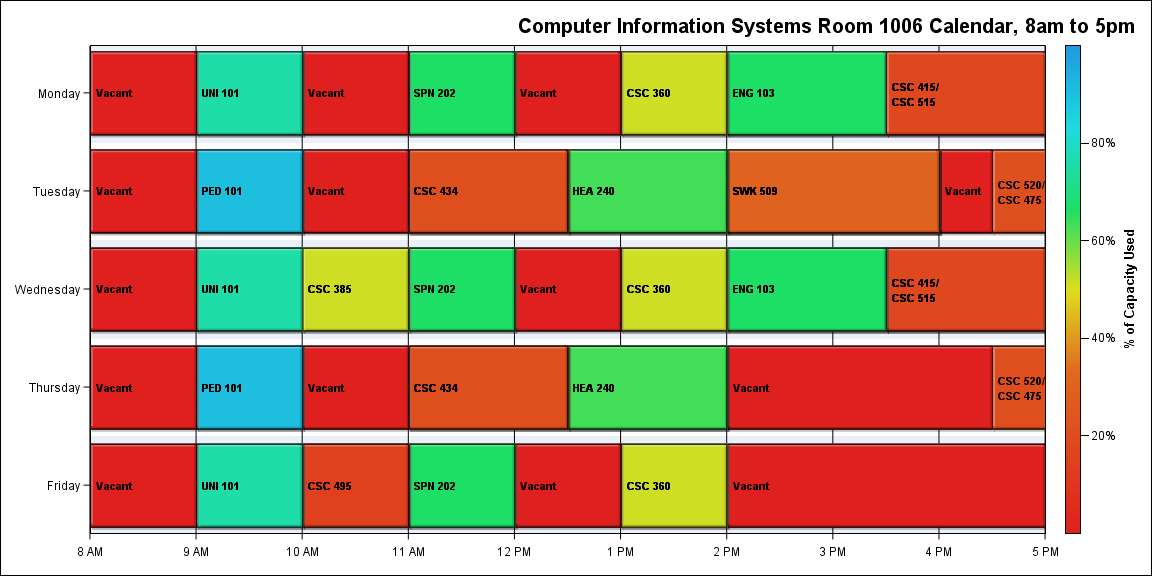 Computer Information Systems Room 1006 Calendar, 8am to 5pm
Monday
Vacant
UNI 101
Vacant
SPN 202
Vacant
CSC 360
ENG 103
CSC 415/
CSC 515
Tuesday
Vacant
PED 101
Vacant
CSC 434
HEA 240
SWK 509
Vacant
CSC 520/
CSC 475
Wednesday
Vacant
UNI 101
CSC 385
SPN 202
Vacant
CSC 360
ENG 103
CSC 415/
CSC 515
Thursday
Vacant
PED 101
Vacant
CSC 434
HEA 240
Vacant
CSC 520/
CSC 475
Friday
Vacant
UNI 101
CSC 495
SPN 202
Vacant
CSC 360
Vacant
8 AM
9 AM
10 AM
11 AM
12 PM
1 PM
2 PM
3 PM
4 PM
5 PM
80%
60%
40%
20%
% of Capacity Used